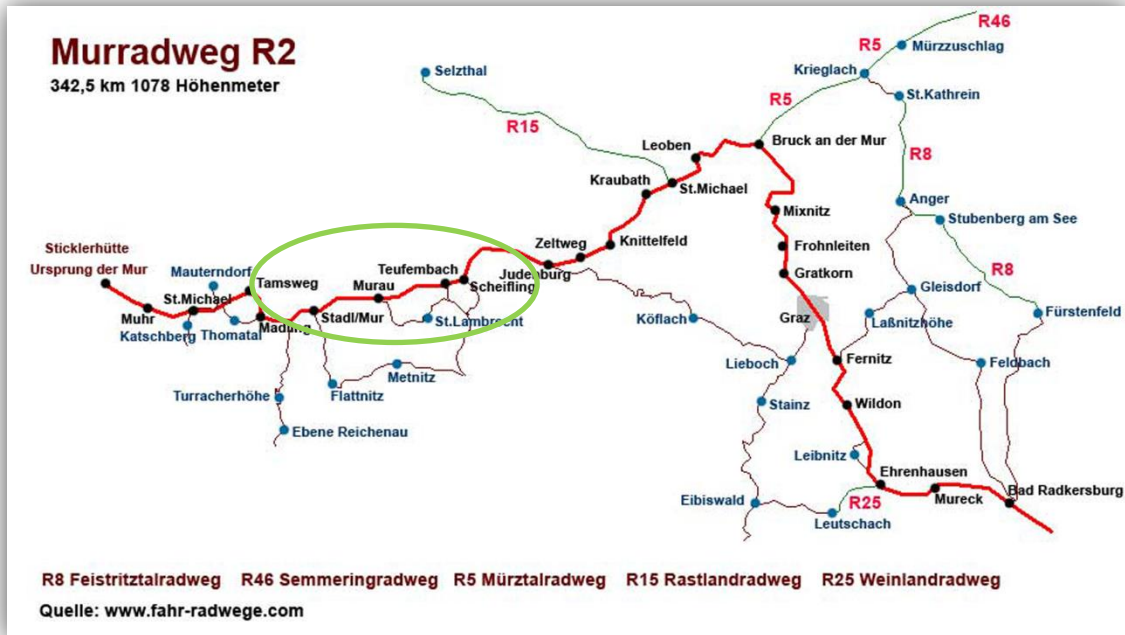 Murradweg R2
342,5 km 1078 Höhenmeter
R46
R5
Mürzzuschlag
Krieglach
Selzthal
St.Kathrein
R5
R15
Leoben
Bruck an der Mur
R8
Kraubath
St.Michael
Anger
Mixnitz
Stubenberg am See
Sticklerhütte
Ursprung der Mur
Zeltweg
Knittelfeld
Frohnleiten
Mauterndorf
Teufembach
Judenburg
Gratkorn
R8
Tamsweg
Scheifling
Gleisdorf
St.Michael
Murau
Muhr
Madling
Stadl/Mur
St.Lambrecht
Köflach
Graz
Laßnitzhöhe
Fürstenfeld
Katschberg
Thomatal
Lieboch
Fernitz
Feldbach
Metnitz
Turracherhöhe
Flattnitz
Stainz
Wildon
Ebene Reichenau
Leibnitz
Ehrenhausen
Eibiswald
R25
Mureck
Bad Radkersburg
Leutschach
R8 Feistritztalradweg R46 Semmeringradweg R5 Mürztalradweg R15 Rastlandradweg R25 Weinlandradweg
Quelle: www.fahr-radwege.com